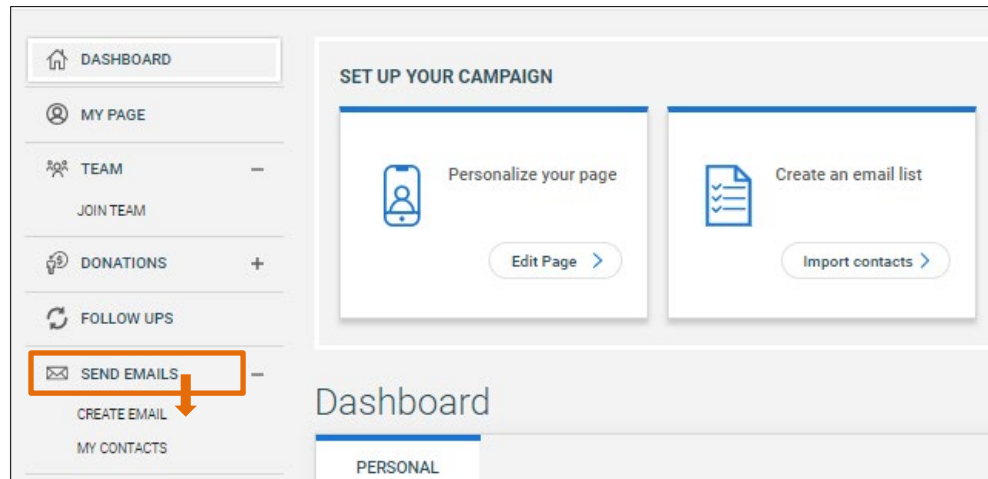 DASHBOARD
MY PAGE
TEAM
JOIN TEAM
DONATIONS
FOLLOW UPS
SEND EMAILS
CREATE EMAIL
MY CONTACTS
SET UP YOUR CAMPAIGN
Personalize your page
Edit Page
Create an email list
Import contacts
Dashboard
PERSONAL